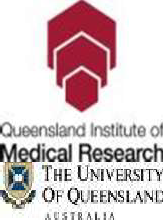 Queensland Institute of
Medical Research
THE UNIVERSITY
OF QUEENSLAND
AUSTRALIA